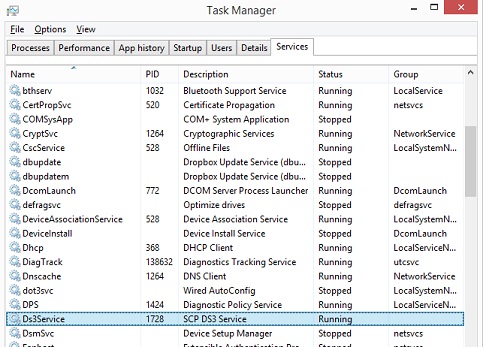 Task Manager
File Options View
Processes Performance App history Startup Users Details Services
Name PID Description Status Group
bthserv 1032 Bluetooth Support Service Running LocalService
CertPropSvc 520 Certificate Propagation Running netsvcs
COMSysApp COM+ System Application Stopped
CryptSvc 1264 Cryptographic Services Running NetworkService
CscService 528 Offline Files Running LocalSystemN...
dbupdate Dropbox Update Service (dbu... Stopped
dbupdatem Dropbox Update Service (dbu... Stopped
DcomLaunch 772 DCOM Server Process Launcher Running DcomLaunch
defragsvc Optimize drives Stopped defragsvc
DeviceAssociationService 528 Device Association Service Running LocalSystemN...
DeviceInstall Device Install Service Stopped DcomLaunch
Dhcp 368 DHCP Client Running LocalServiceN...
DiagTrack 138632 Diagnostics Tracking Service Running utcsvc
Dnscache 1264 DNS Client Running NetworkService
dot3svc Wired AutoConfig Stopped LocalSystemN...
DPS 1424 Diagnostic Policy Service Running LocalServiceN...
Ds3Service 1728 SCP DS3 Service Running
DsmSvc Device Setup Manager Stopped netsvcs